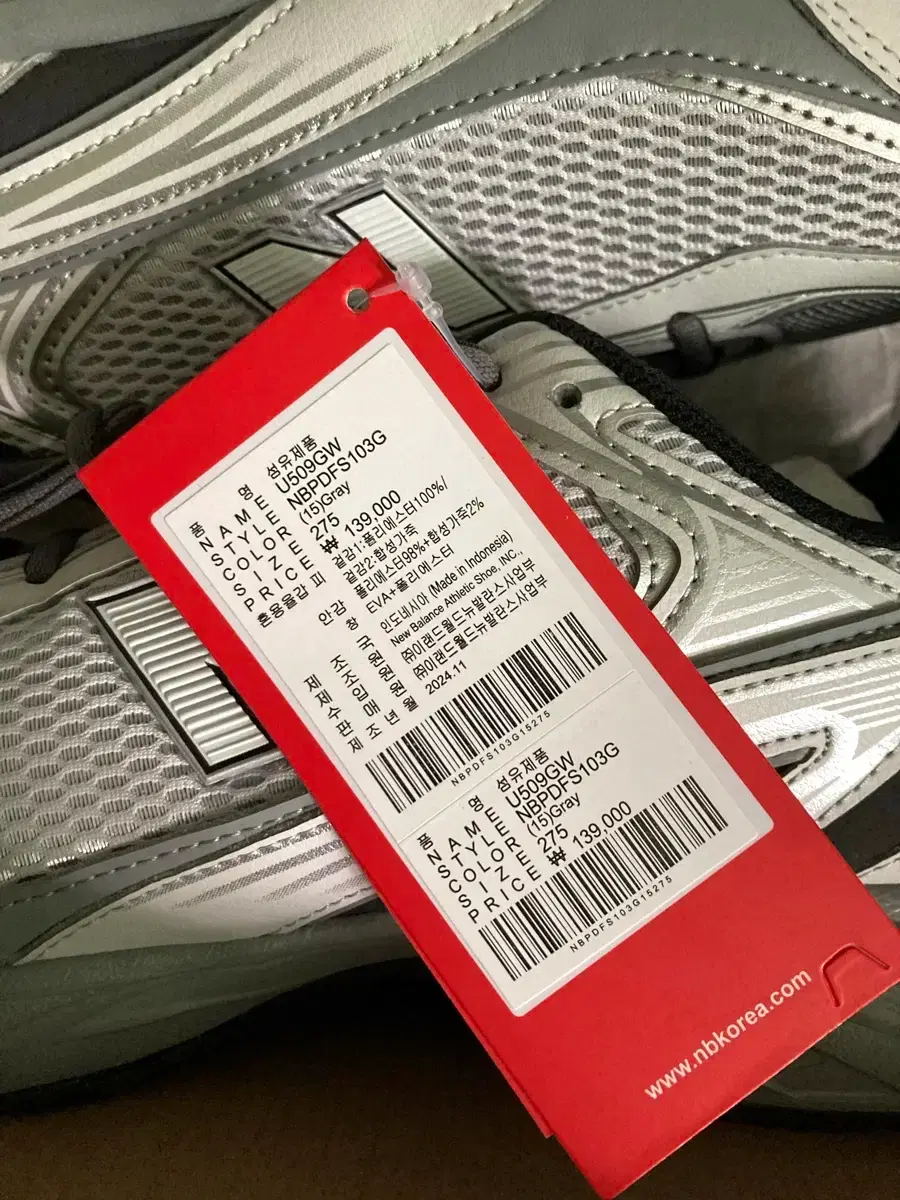 품 명 섬유제품
NAME U509GW
STYLE NBPDFS103G
COLOR (15)Gray
SIZE 275
PRICE ₩ 139,000
혼용율감 피 겉감1:폴리에스터100%/
겉감2:합성가죽
안감 폴리에스터98%+합성가죽2%
창 EVA+폴리에스터
제 조 국 인도네시아 (Made in Indonesia)
제 조 원 New Balance Athletic Shoe, INC.,
수 입 원 ㈜이랜드월드뉴발란스사업부
판 매 원 ㈜이랜드월드뉴발란스사업부
제 조 년 월 2024.11
NBPDFS103G15275
품 명 섬유제품
NAME U509GW
STYLE NBPDFS103G
COLOR (15)Gray
SIZE 275
PRICE ₩ 139,000
NBPDFS103G15275
www.nbkorea.com